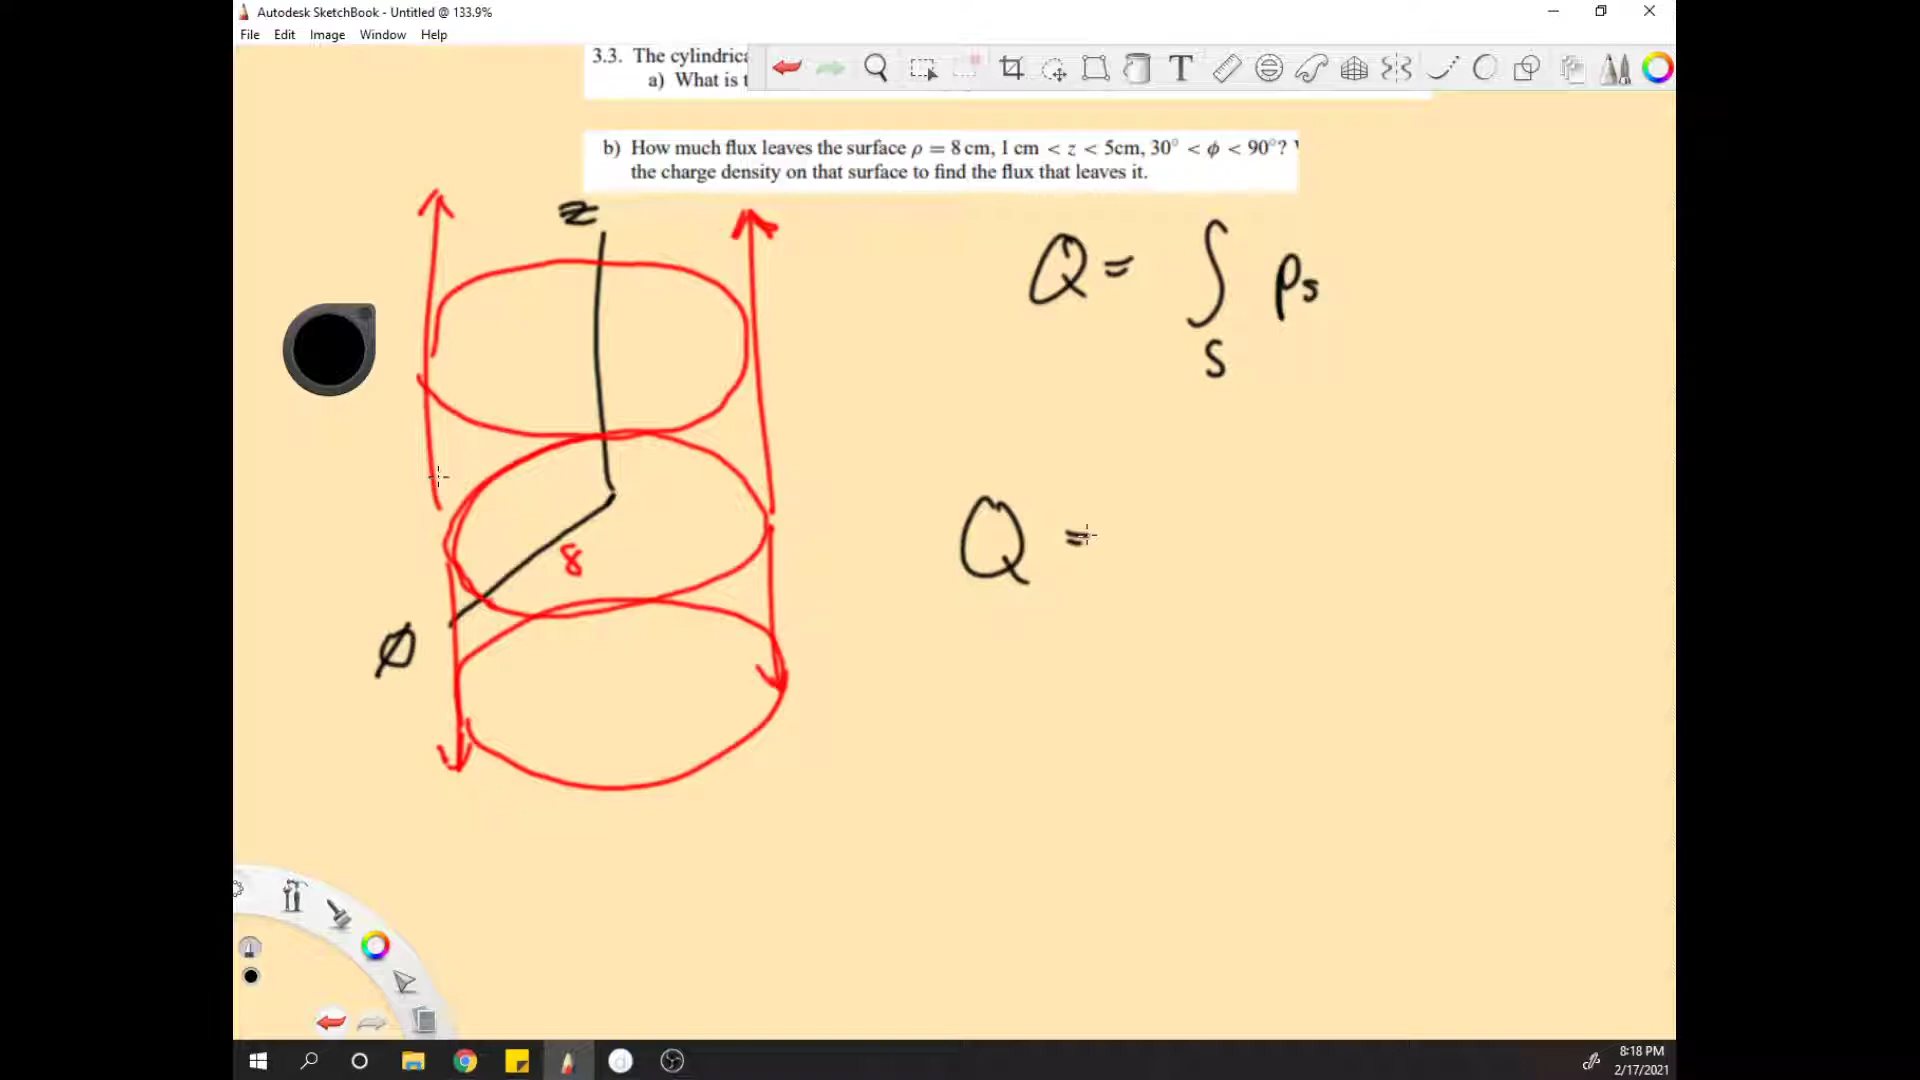 Autodesk SketchBook - Untitled @ 133.9%
File Edit Image Window Help
3.3. The cylindrica
a) What is t
T
b) How much flux leaves the surface ρ = 8 cm, 1 cm < z < 5cm, 30° < ϕ < 90°?
the charge density on that surface to find the flux that leaves it.
z
Q = ∫ ρs
S
8
Q =
ϕ
8:18 PM
2/17/2021